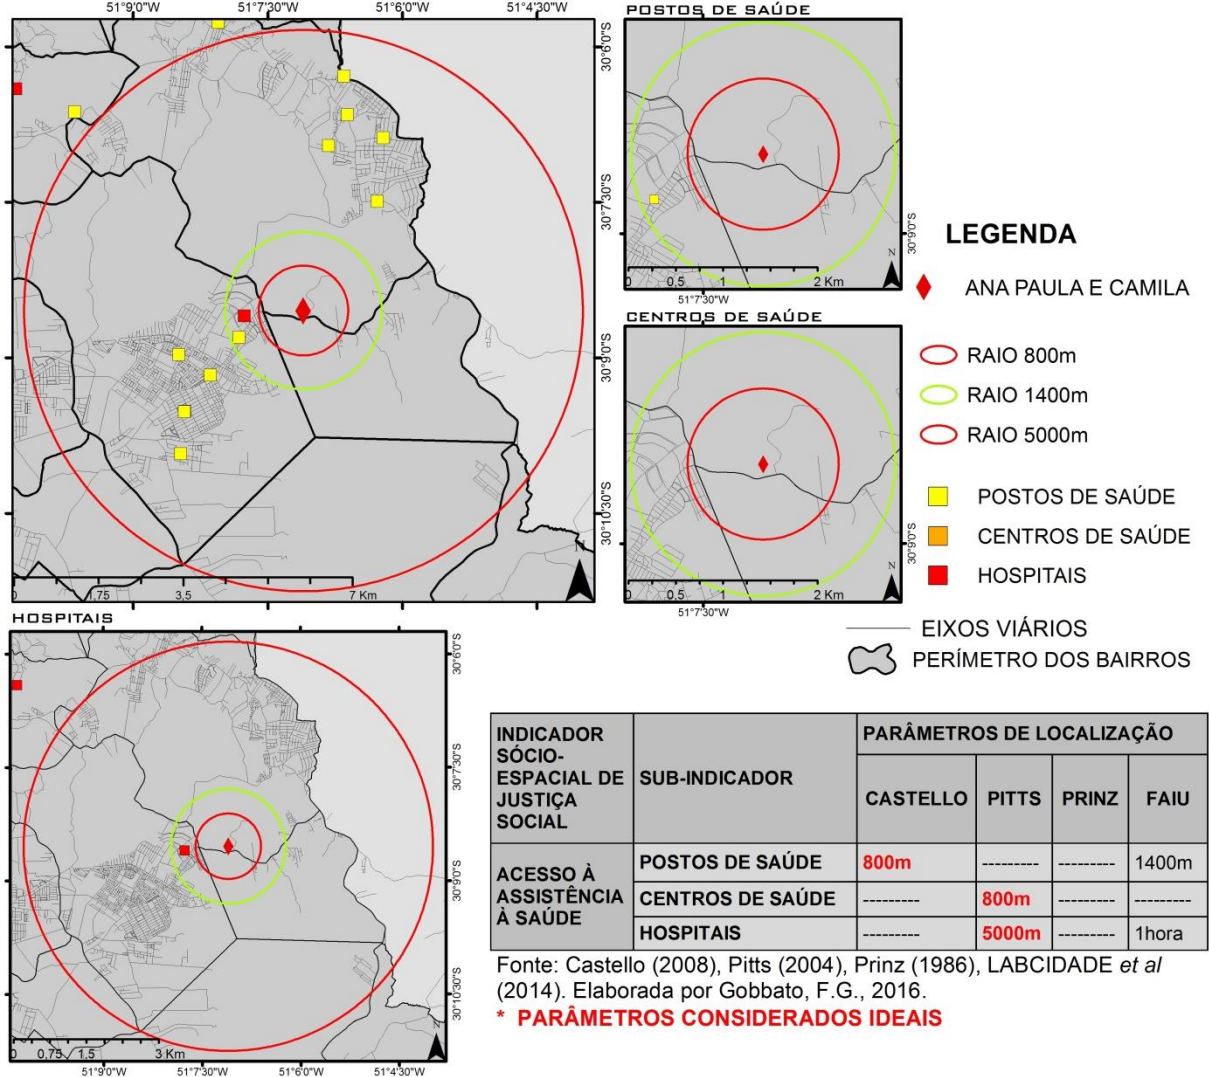 51°9'0"W
51°7'30"W
51°6'0"W
51°4'30"W
30°6'0"S
30°7'30"S
30°9'0"S
30°10'30"S
N
0
,75
3,5
7 Km
POSTOS DE SAÚDE
30°9'0"S
N
0
0,5
1
2 Km
51°7'30"W
CENTROS DE SAÚDE
30°9'0"S
N
0
0,5
1
2 Km
51°7'30"W
LEGENDA
ANA PAULA E CAMILA
RAIO 800m
RAIO 1400m
RAIO 5000m
POSTOS DE SAÚDE
CENTROS DE SAÚDE
HOSPITAIS
EIXOS VIÁRIOS
PERÍMETRO DOS BAIRROS
HOSPITAIS
30°6'0"S
30°7'30"S
30°9'0"S
30°10'30"S
N
0
0,75
1,5
3 Km
51°9'0"W
51°7'30"W
51°6'0"W
51°4'30"W
INDICADOR
SÓCIO-
ESPACIAL DE
JUSTIÇA
SOCIAL
SUB-INDICADOR
PARÂMETROS DE LOCALIZAÇÃO
CASTELLO PITTS PRINZ FAIU
ACESSO À
ASSISTÊNCIA
À SAÚDE
POSTOS DE SAÚDE 800m --------- --------- 1400m
CENTROS DE SAÚDE --------- 800m --------- ---------
HOSPITAIS --------- 5000m --------- 1hora
Fonte: Castello (2008), Pitts (2004), Prinz (1986), LABCIDADE et al
(2014). Elaborada por Gobbato, F.G., 2016.
* PARÂMETROS CONSIDERADOS IDEAIS